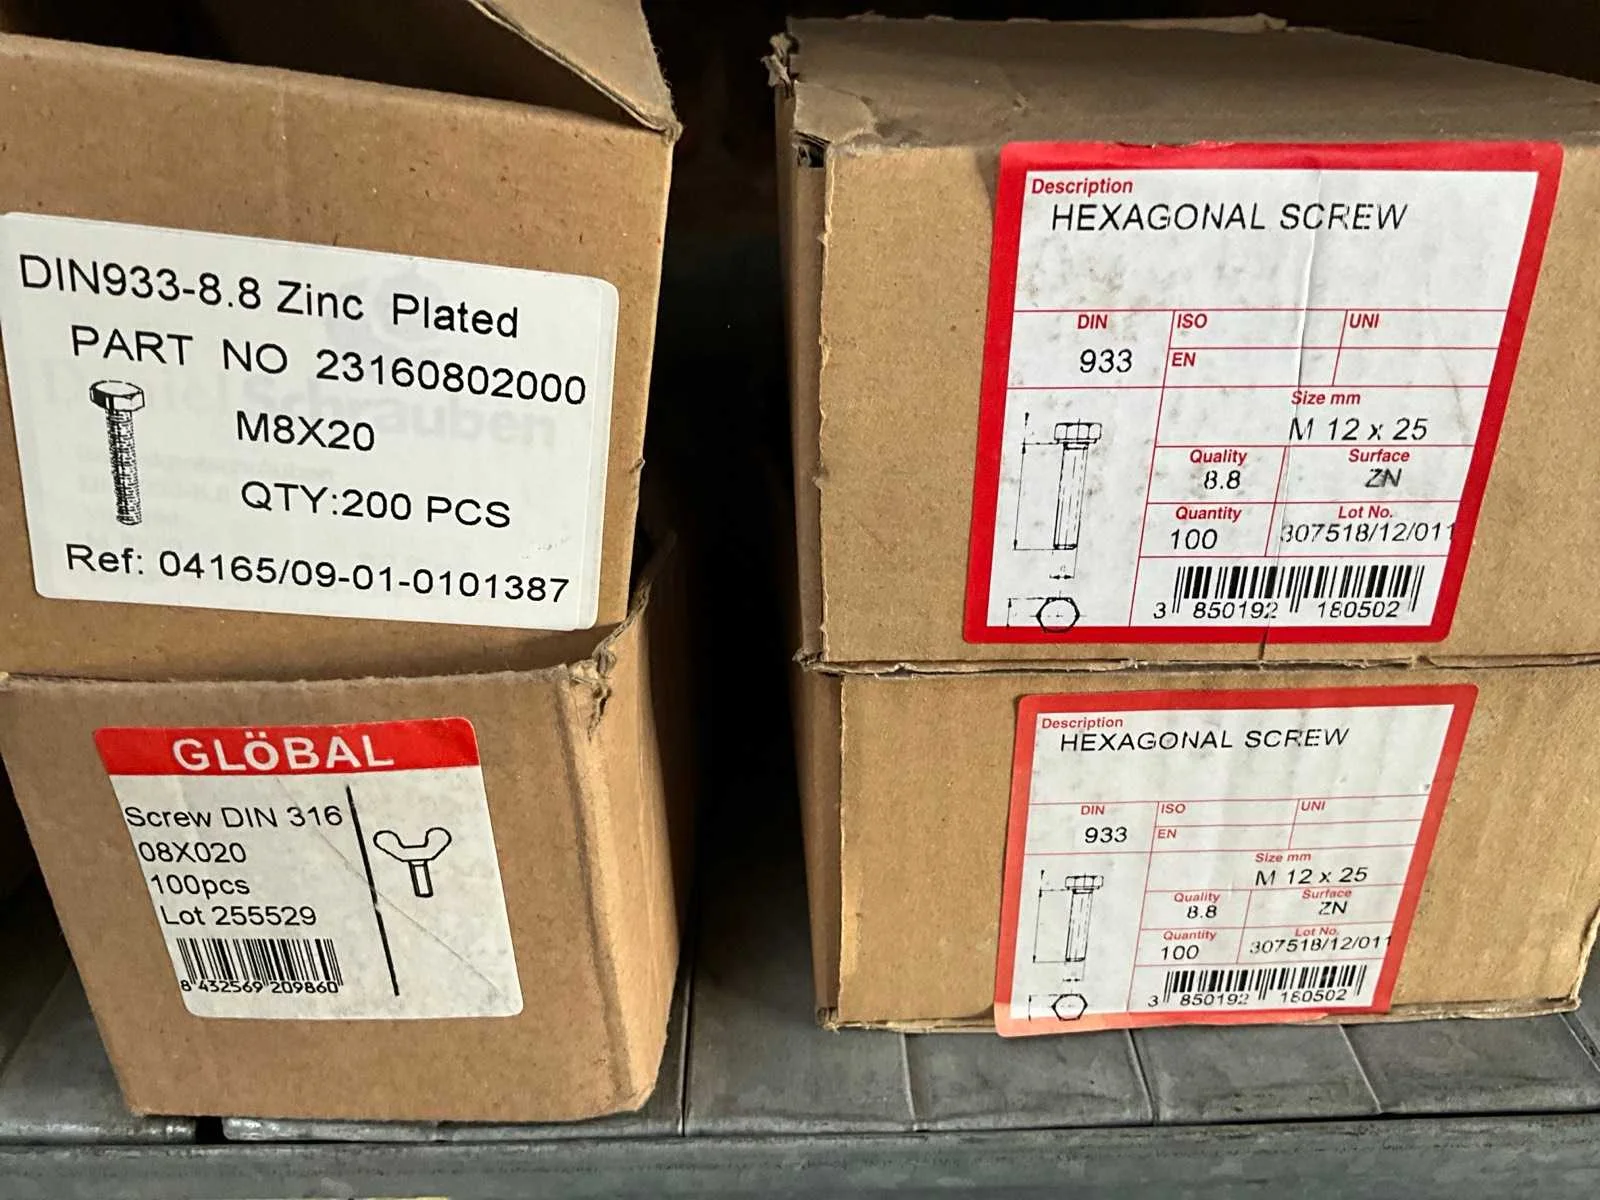 DIN933-8.8 Zinc Plated
PART NO 23160802000
M8X20
QTY:200 PCS
Ref: 04165/09-01-0101387
GLÖBAL
Screw DIN 316
08X020
100pcs
Lot 255529
8 432569 209860
Description
HEXAGONAL SCREW
DIN
ISO
UNI
933
EN
Size mm
M 12 x 25
Quality
Surface
8.8
ZN
Quantity
Lot No.
100
307518/12/011
3 850192 180502
Description
HEXAGONAL SCREW
DIN
ISO
UNI
933
EN
Size mm
M 12 x 25
Quality
Surface
8.8
ZN
Quantity
Lot No.
100
307518/12/011
3 850192 180502